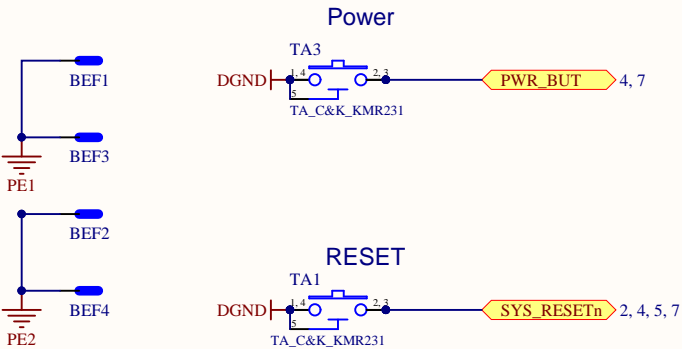 Power
TA3
BEF1
DGND
1, 4
2, 3
PWR_BUT
4, 7
5
TA_C&K_KMR231
BEF3
PE1
BEF2
RESET
TA1
BEF4
DGND
1, 4
2, 3
SYS_RESETn
2, 4, 5, 7
5
PE2
TA_C&K_KMR231